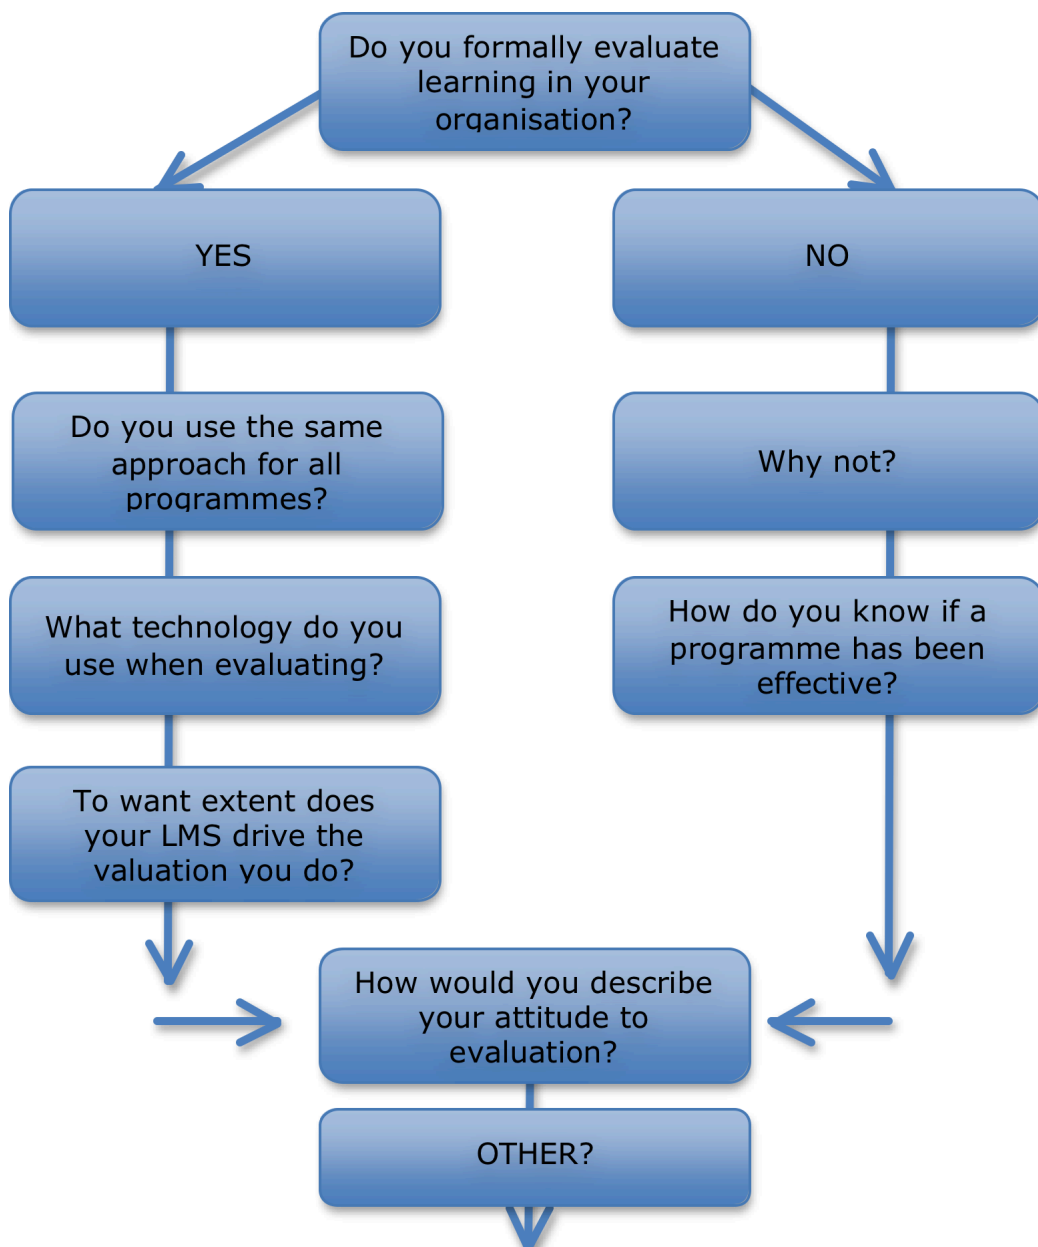 Do you formally evaluate
learning in your
organisation?
YES
NO
Do you use the same
approach for all
programmes?
Why not?
What technology do you
use when evaluating?
How do you know if a
programme has been
effective?
To want extent does
your LMS drive the
valuation you do?
How would you describe
your attitude to
evaluation?
OTHER?